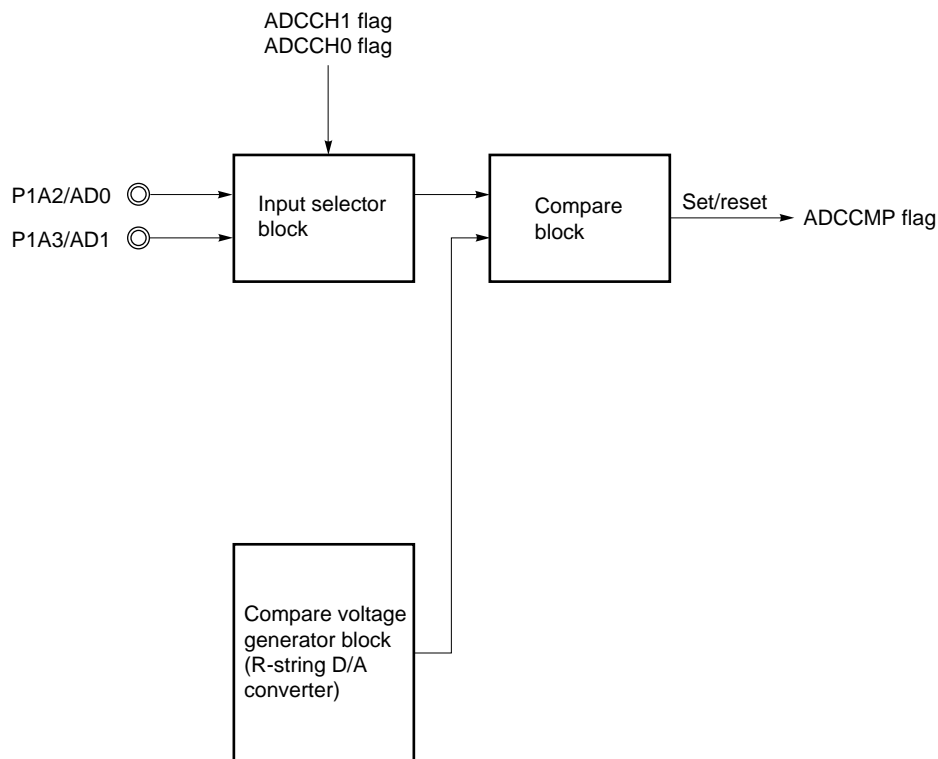 ADCCH1 flag
ADCCH0 flag
P1A2/AD0
P1A3/AD1
Input selector
block
Compare
block
Set/reset
ADCCMP flag
Compare voltage
generator block
(R-string D/A
converter)